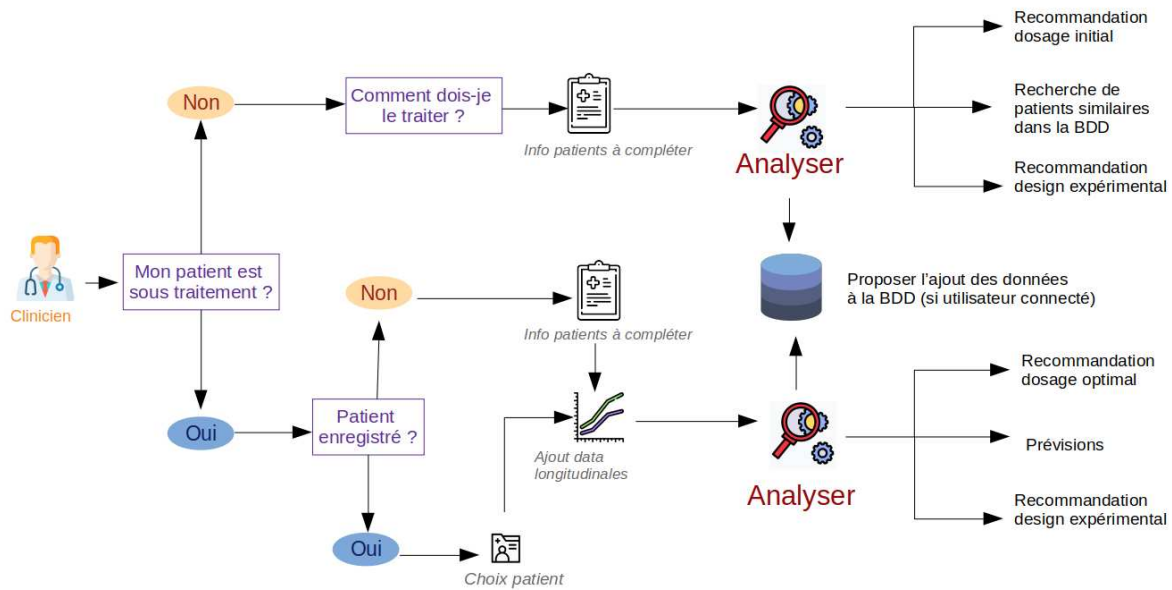 Recommandation
dosage initial
Non
Comment dois-je
le traiter ?
Recherche de
patients similaires
dans la BDD
Info patients à compléter
Analyser
Recommandation
design expérimental
Mon patient est
sous traitement ?
Clinicien
Non
Proposer l'ajout des données
à la BDD (si utilisateur connecté)
Info patients à compléter
Recommandation
dosage optimal
Oui
Patient
enregistré ?
Ajout data
longitudinales
Prévisions
Analyser
Recommandation
design expérimental
Oui
Choix patient